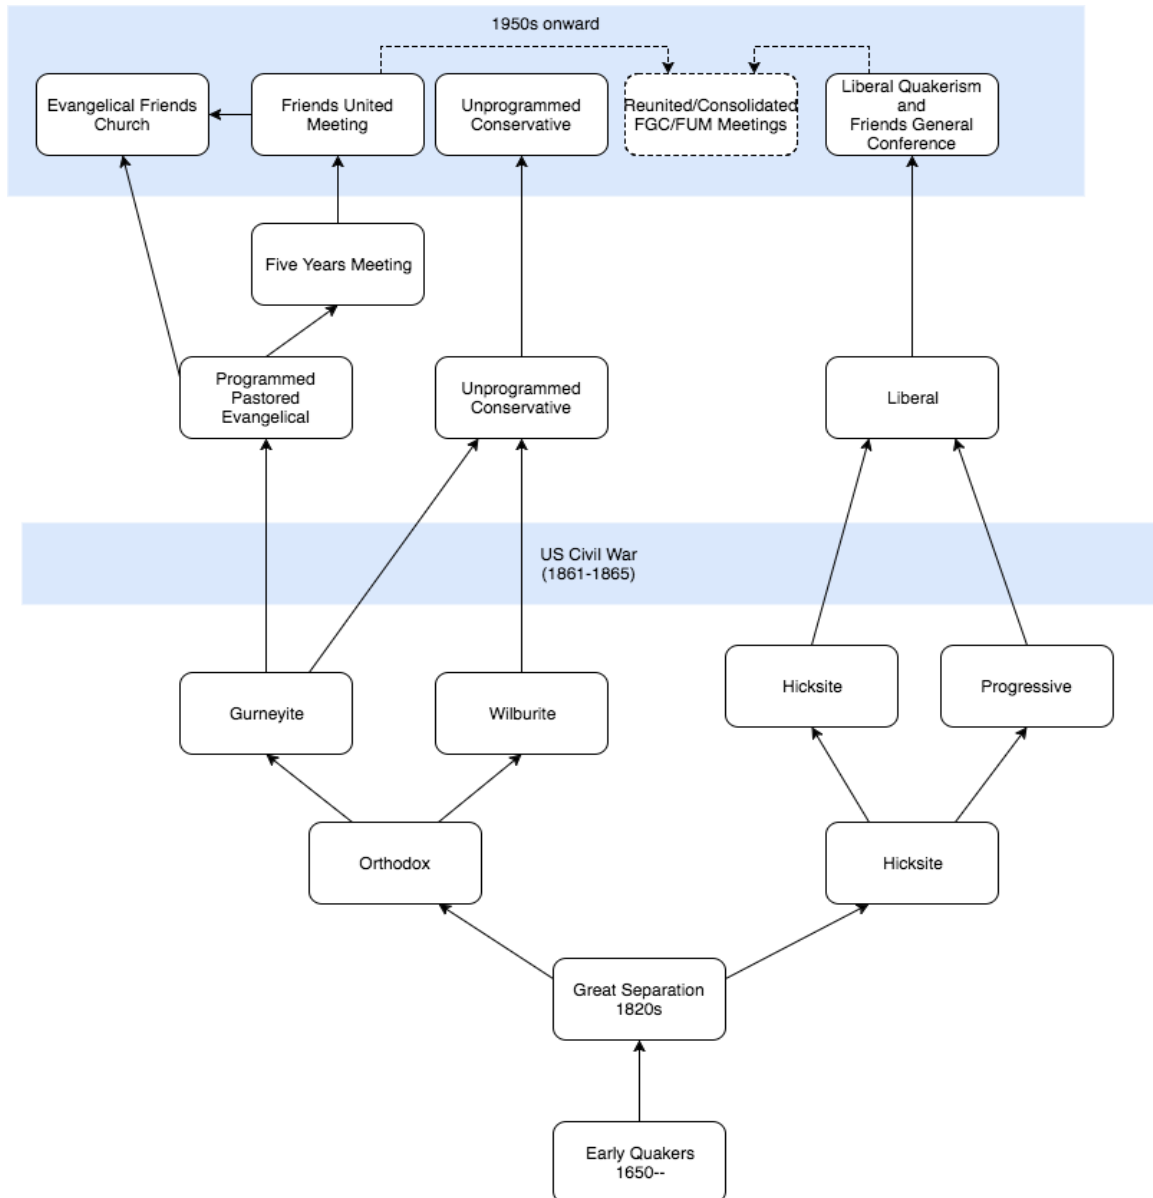 1950s onward
Evangelical Friends
Church
Friends United
Meeting
Unprogrammed
Conservative
Reunited/Consolidated
FGC/FUM Meetings
Liberal Quakerism
and
Friends General
Conference
Five Years Meeting
Programmed
Pastored
Evangelical
Unprogrammed
Conservative
Liberal
US Civil War
(1861-1865)
Gurneyite
Wilburite
Hicksite
Progressive
Orthodox
Hicksite
Great Separation
1820s
Early Quakers
1650--